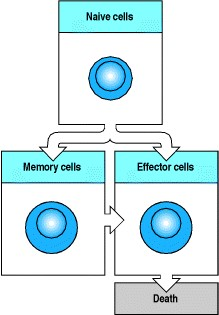 Naive cells
Memory cells
Effector cells
Death